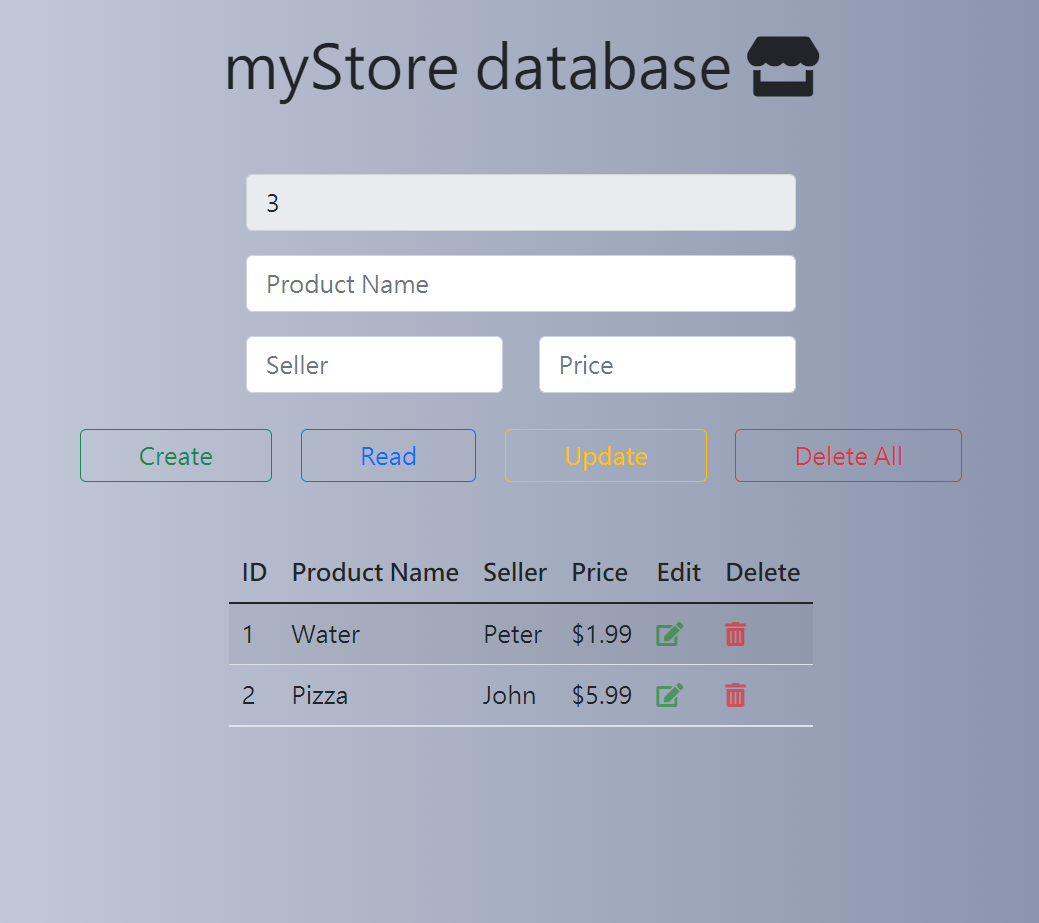 myStore database
3
Product Name
Seller Price
Create Read Update Delete All
ID Product Name Seller Price Edit Delete
1 Water Peter $1.99
2 Pizza John $5.99